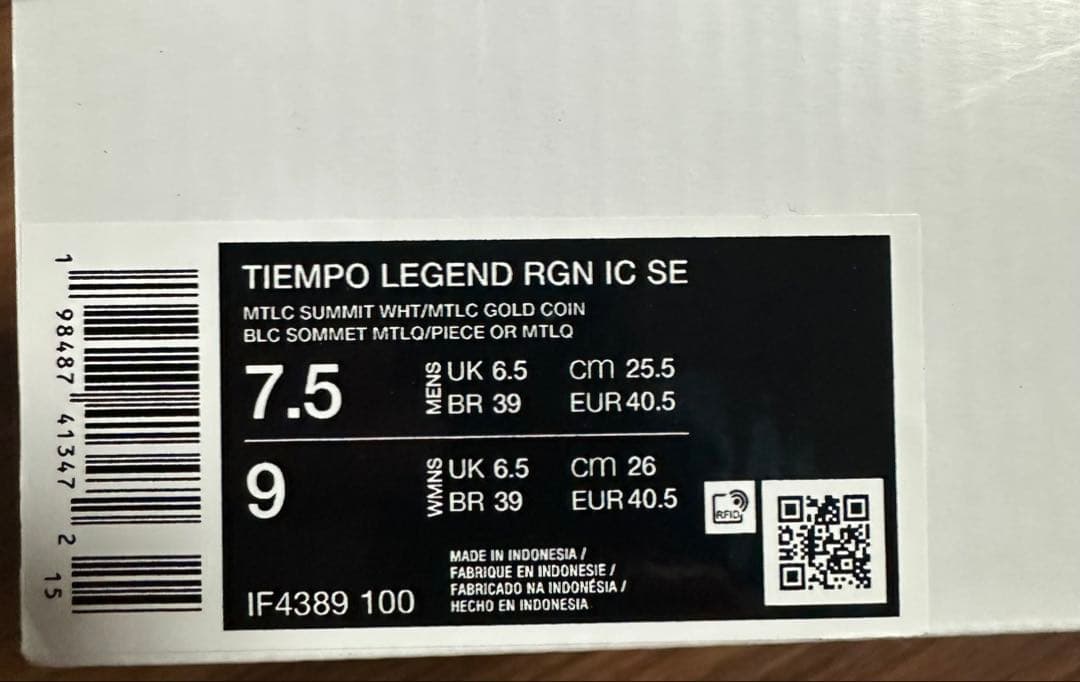 TIEMPO LEGEND RGN IC SE
MTLC SUMMIT WHT/MTLC GOLD COIN
BLC SOMMET MTLQ/PIECE OR MTLQ
7.5
MENS
UK 6.5 cm 25.5
BR 39 EUR 40.5
9
WMNS
UK 6.5 cm 26
BR 39 EUR 40.5
RFID
MADE IN INDONESIA /
FABRIQUE EN INDONESIE /
FABRICADO NA INDONÉSIA /
HECHO EN INDONESIA
IF4389 100
1 98487 41347 2 15